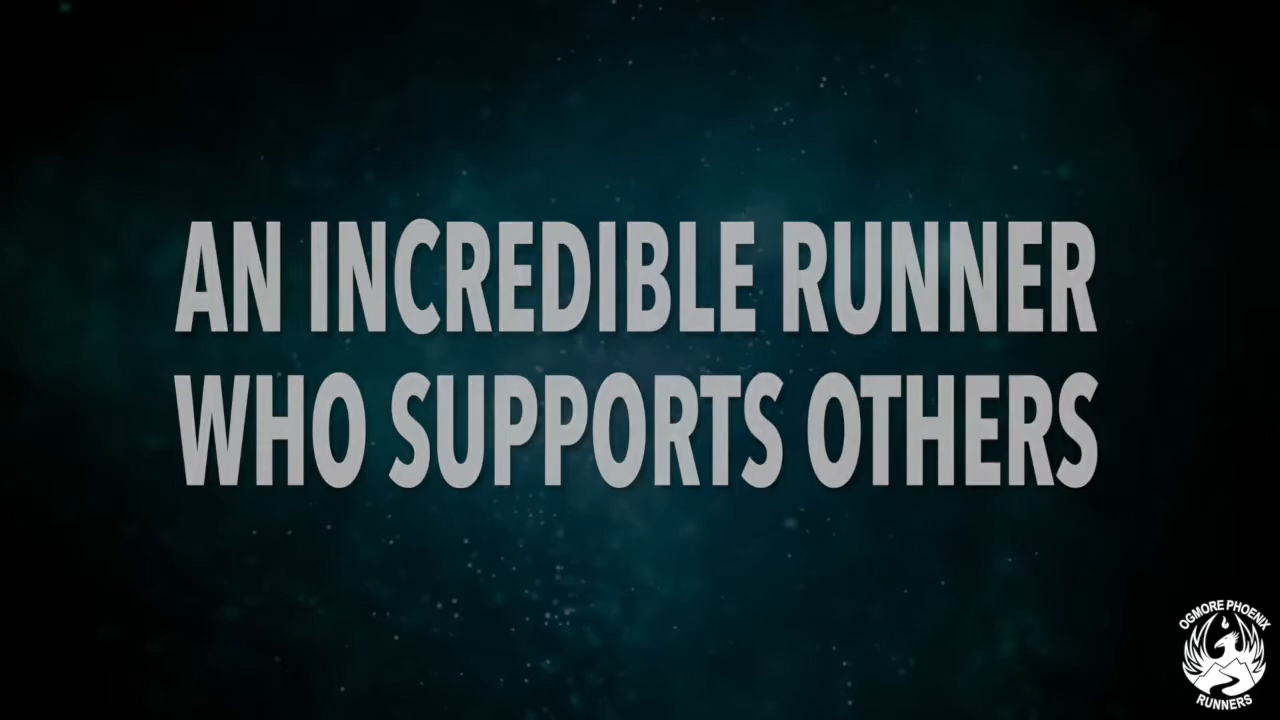 AN INCREDIBLE RUNNER
WHO SUPPORTS OTHERS
OGMORE PHOENIX
RUNNERS